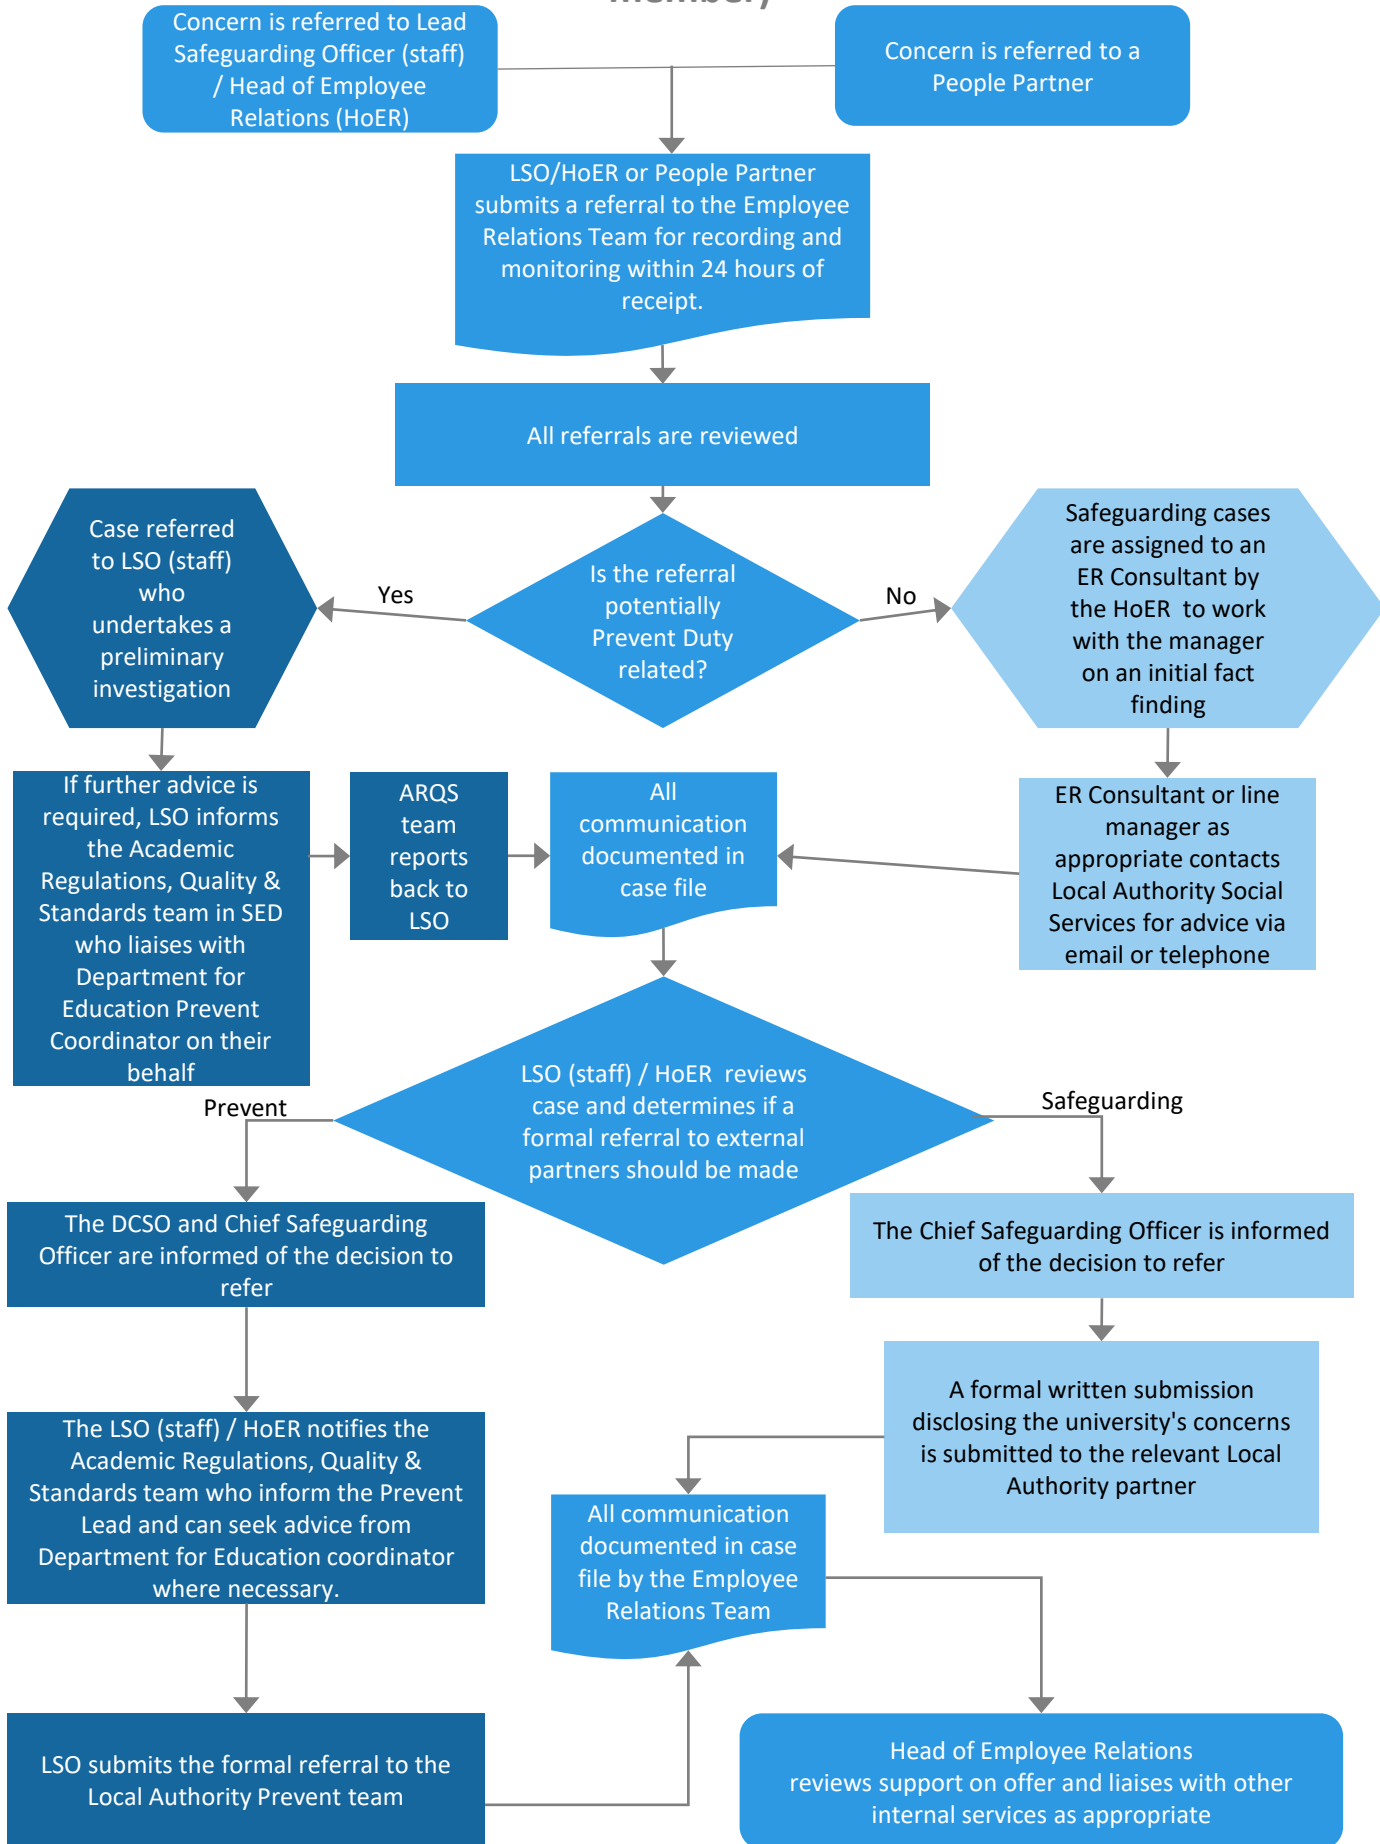 member)
Concern is referred to Lead
Safeguarding Officer (staff)
/ Head of Employee
Relations (HoER)
Concern is referred to a
People Partner
LSO/HoER or People Partner
submits a referral to the Employee
Relations Team for recording and
monitoring within 24 hours of
receipt.
All referrals are reviewed
Case referred
to LSO (staff)
who
undertakes a
preliminary
investigation
Yes
Is the referral
potentially
Prevent Duty
related?
No
Safeguarding cases
are assigned to an
ER Consultant by
the HoER to work
with the manager
on an initial fact
finding
If further advice is
required, LSO informs
the Academic
Regulations, Quality &
Standards team in SED
who liaises with
Department for
Education Prevent
Coordinator on their
behalf
ARQS
team
reports
back to
LSO
All
communication
documented in
case file
ER Consultant or line
manager as
appropriate contacts
Local Authority Social
Services for advice via
email or telephone
LSO (staff) / HoER reviews
case and determines if a
formal referral to external
partners should be made
Prevent
Safeguarding
The DCSO and Chief Safeguarding
Officer are informed of the decision to
refer
The Chief Safeguarding Officer is informed
of the decision to refer
The LSO (staff) / HoER notifies the
Academic Regulations, Quality &
Standards team who inform the Prevent
Lead and can seek advice from
Department for Education coordinator
where necessary.
A formal written submission
disclosing the university's concerns
is submitted to the relevant Local
Authority partner
All communication
documented in case
file by the Employee
Relations Team
LSO submits the formal referral to the
Local Authority Prevent team
Head of Employee Relations
reviews support on offer and liaises with other
internal services as appropriate